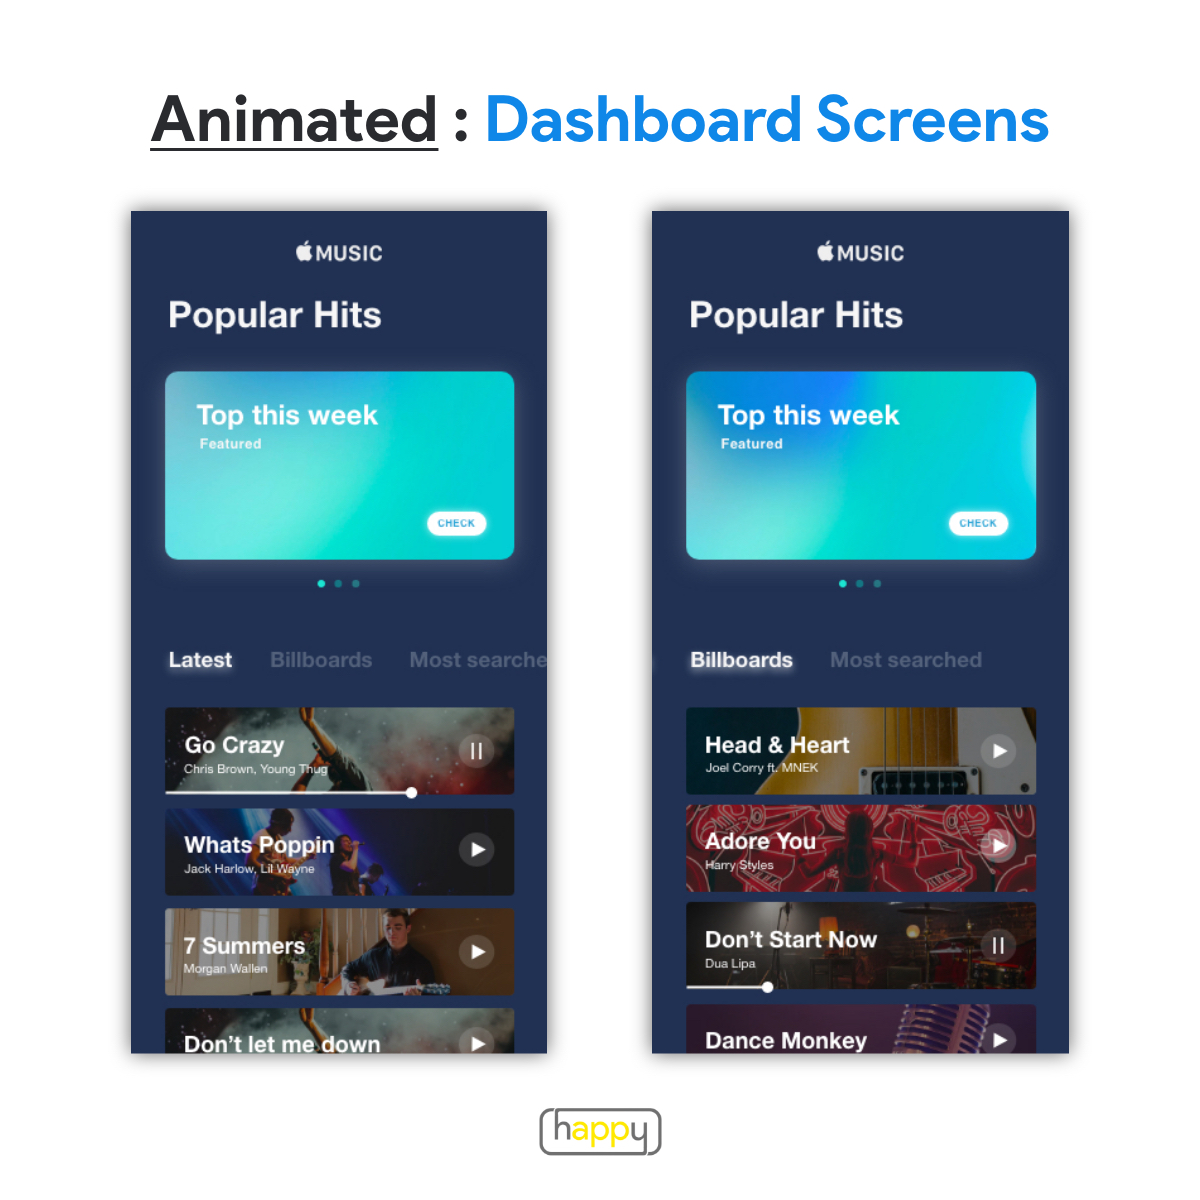 Animated : Dashboard Screens
MUSIC
Popular Hits
Top this week
Featured
CHECK
Latest Billboards Most searche
Go Crazy
Chris Brown, Young Thug
Whats Poppin
Jack Harlow, Lil Wayne
7 Summers
Morgan Wallen
Don’t let me down
MUSIC
Popular Hits
Top this week
Featured
CHECK
Billboards Most searched
Head & Heart
Joel Corry ft. MNEK
Adore You
Harry Styles
Don’t Start Now
Dua Lipa
Dance Monkey
happy